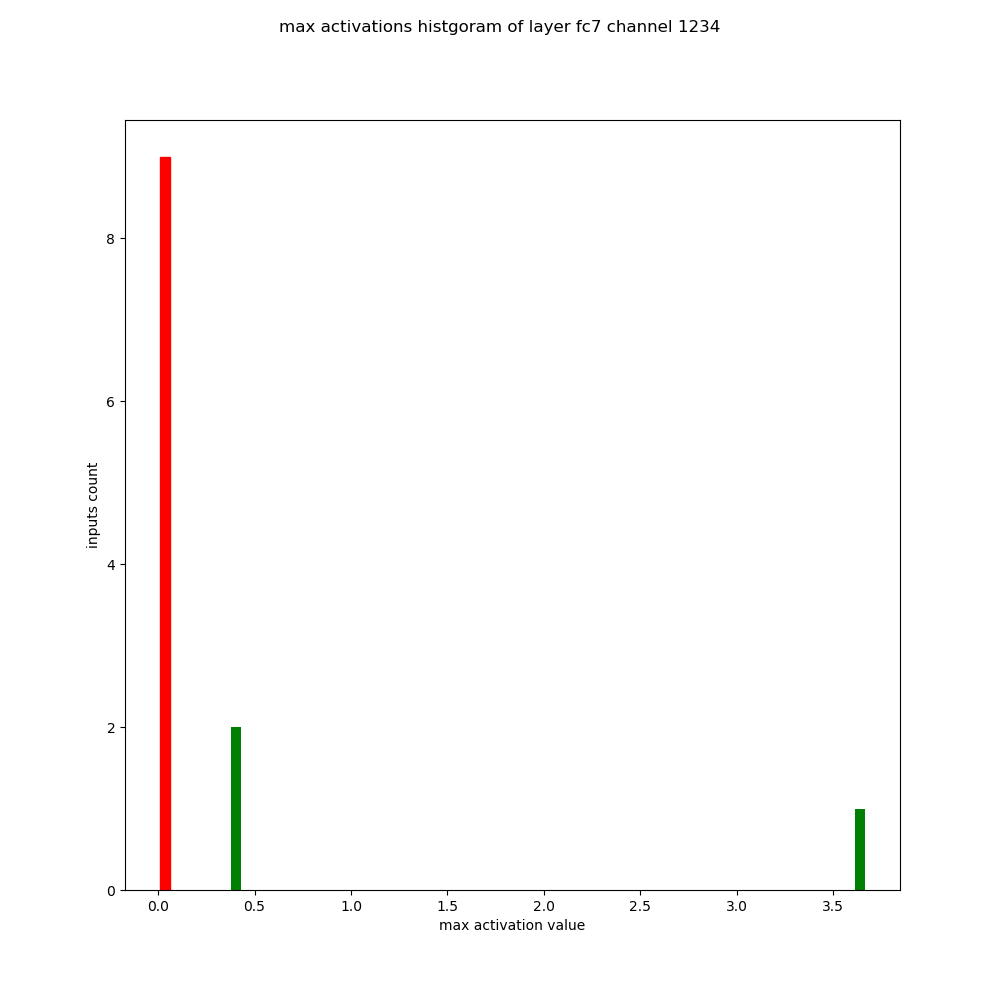 max activations histgoram of layer fc7 channel 1234
8
6
4
2
0
inputs count
0.0 0.5 1.0 1.5 2.0 2.5 3.0 3.5
max activation value